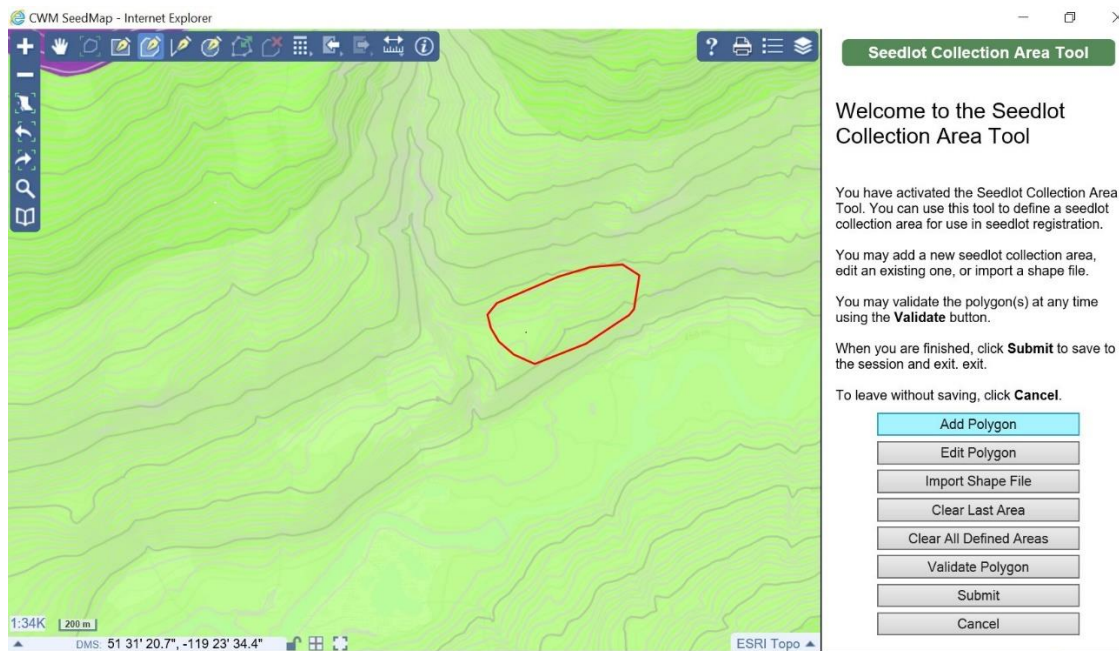 CWM SeedMap - Internet Explorer
Seedlot Collection Area Tool
Welcome to the Seedlot
Collection Area Tool
You have activated the Seedlot Collection Area
Tool. You can use this tool to define a seedlot
collection area for use in seedlot registration.
You may add a new seedlot collection area,
edit an existing one, or import a shape file.
You may validate the polygon(s) at any time
using the Validate button.
When you are finished, click Submit to save to
the session and exit. exit.
To leave without saving, click Cancel.
Add Polygon
Edit Polygon
Import Shape File
Clear Last Area
Clear All Defined Areas
Validate Polygon
Submit
Cancel
1:34K
200 m
DMS: 51 31' 20.7", -119 23' 34.4"
ESRI Topo